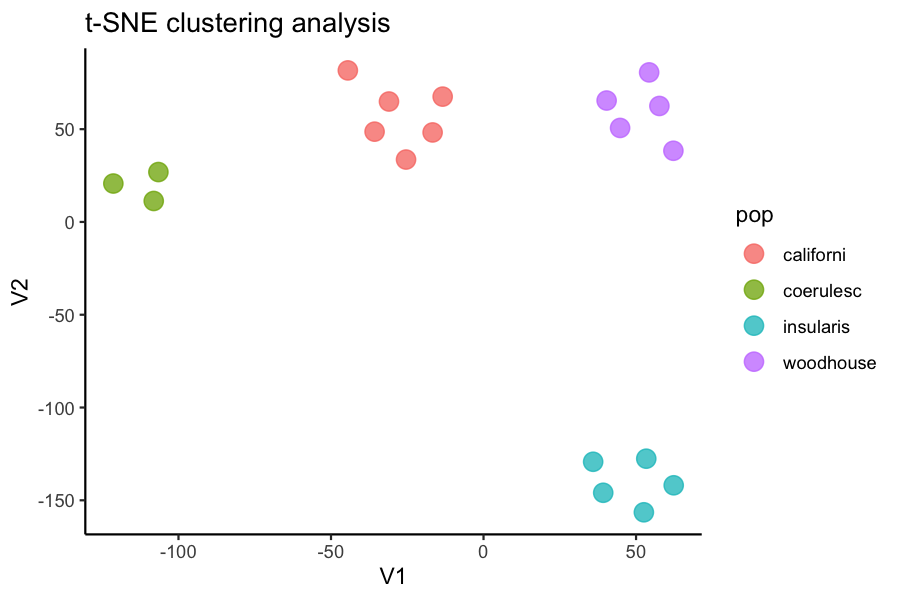 t-SNE clustering analysis
50
0
-50
-100
-150
V2
-100
-50
0
50
V1
pop
californi
coerulesc
insularis
woodhouse